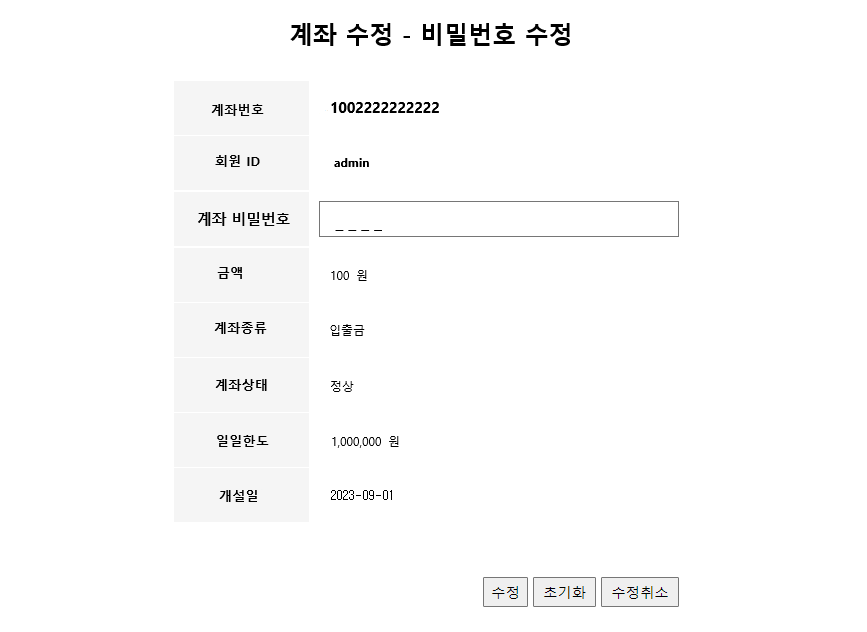 계좌 수정 - 비밀번호 수정
계좌번호 1002222222222
회원 ID admin
계좌 비밀번호 _ _ _ _
금액 100 원
계좌종류 입출금
계좌상태 정상
일일한도 1,000,000 원
개설일 2023-09-01
수정 초기화 수정취소